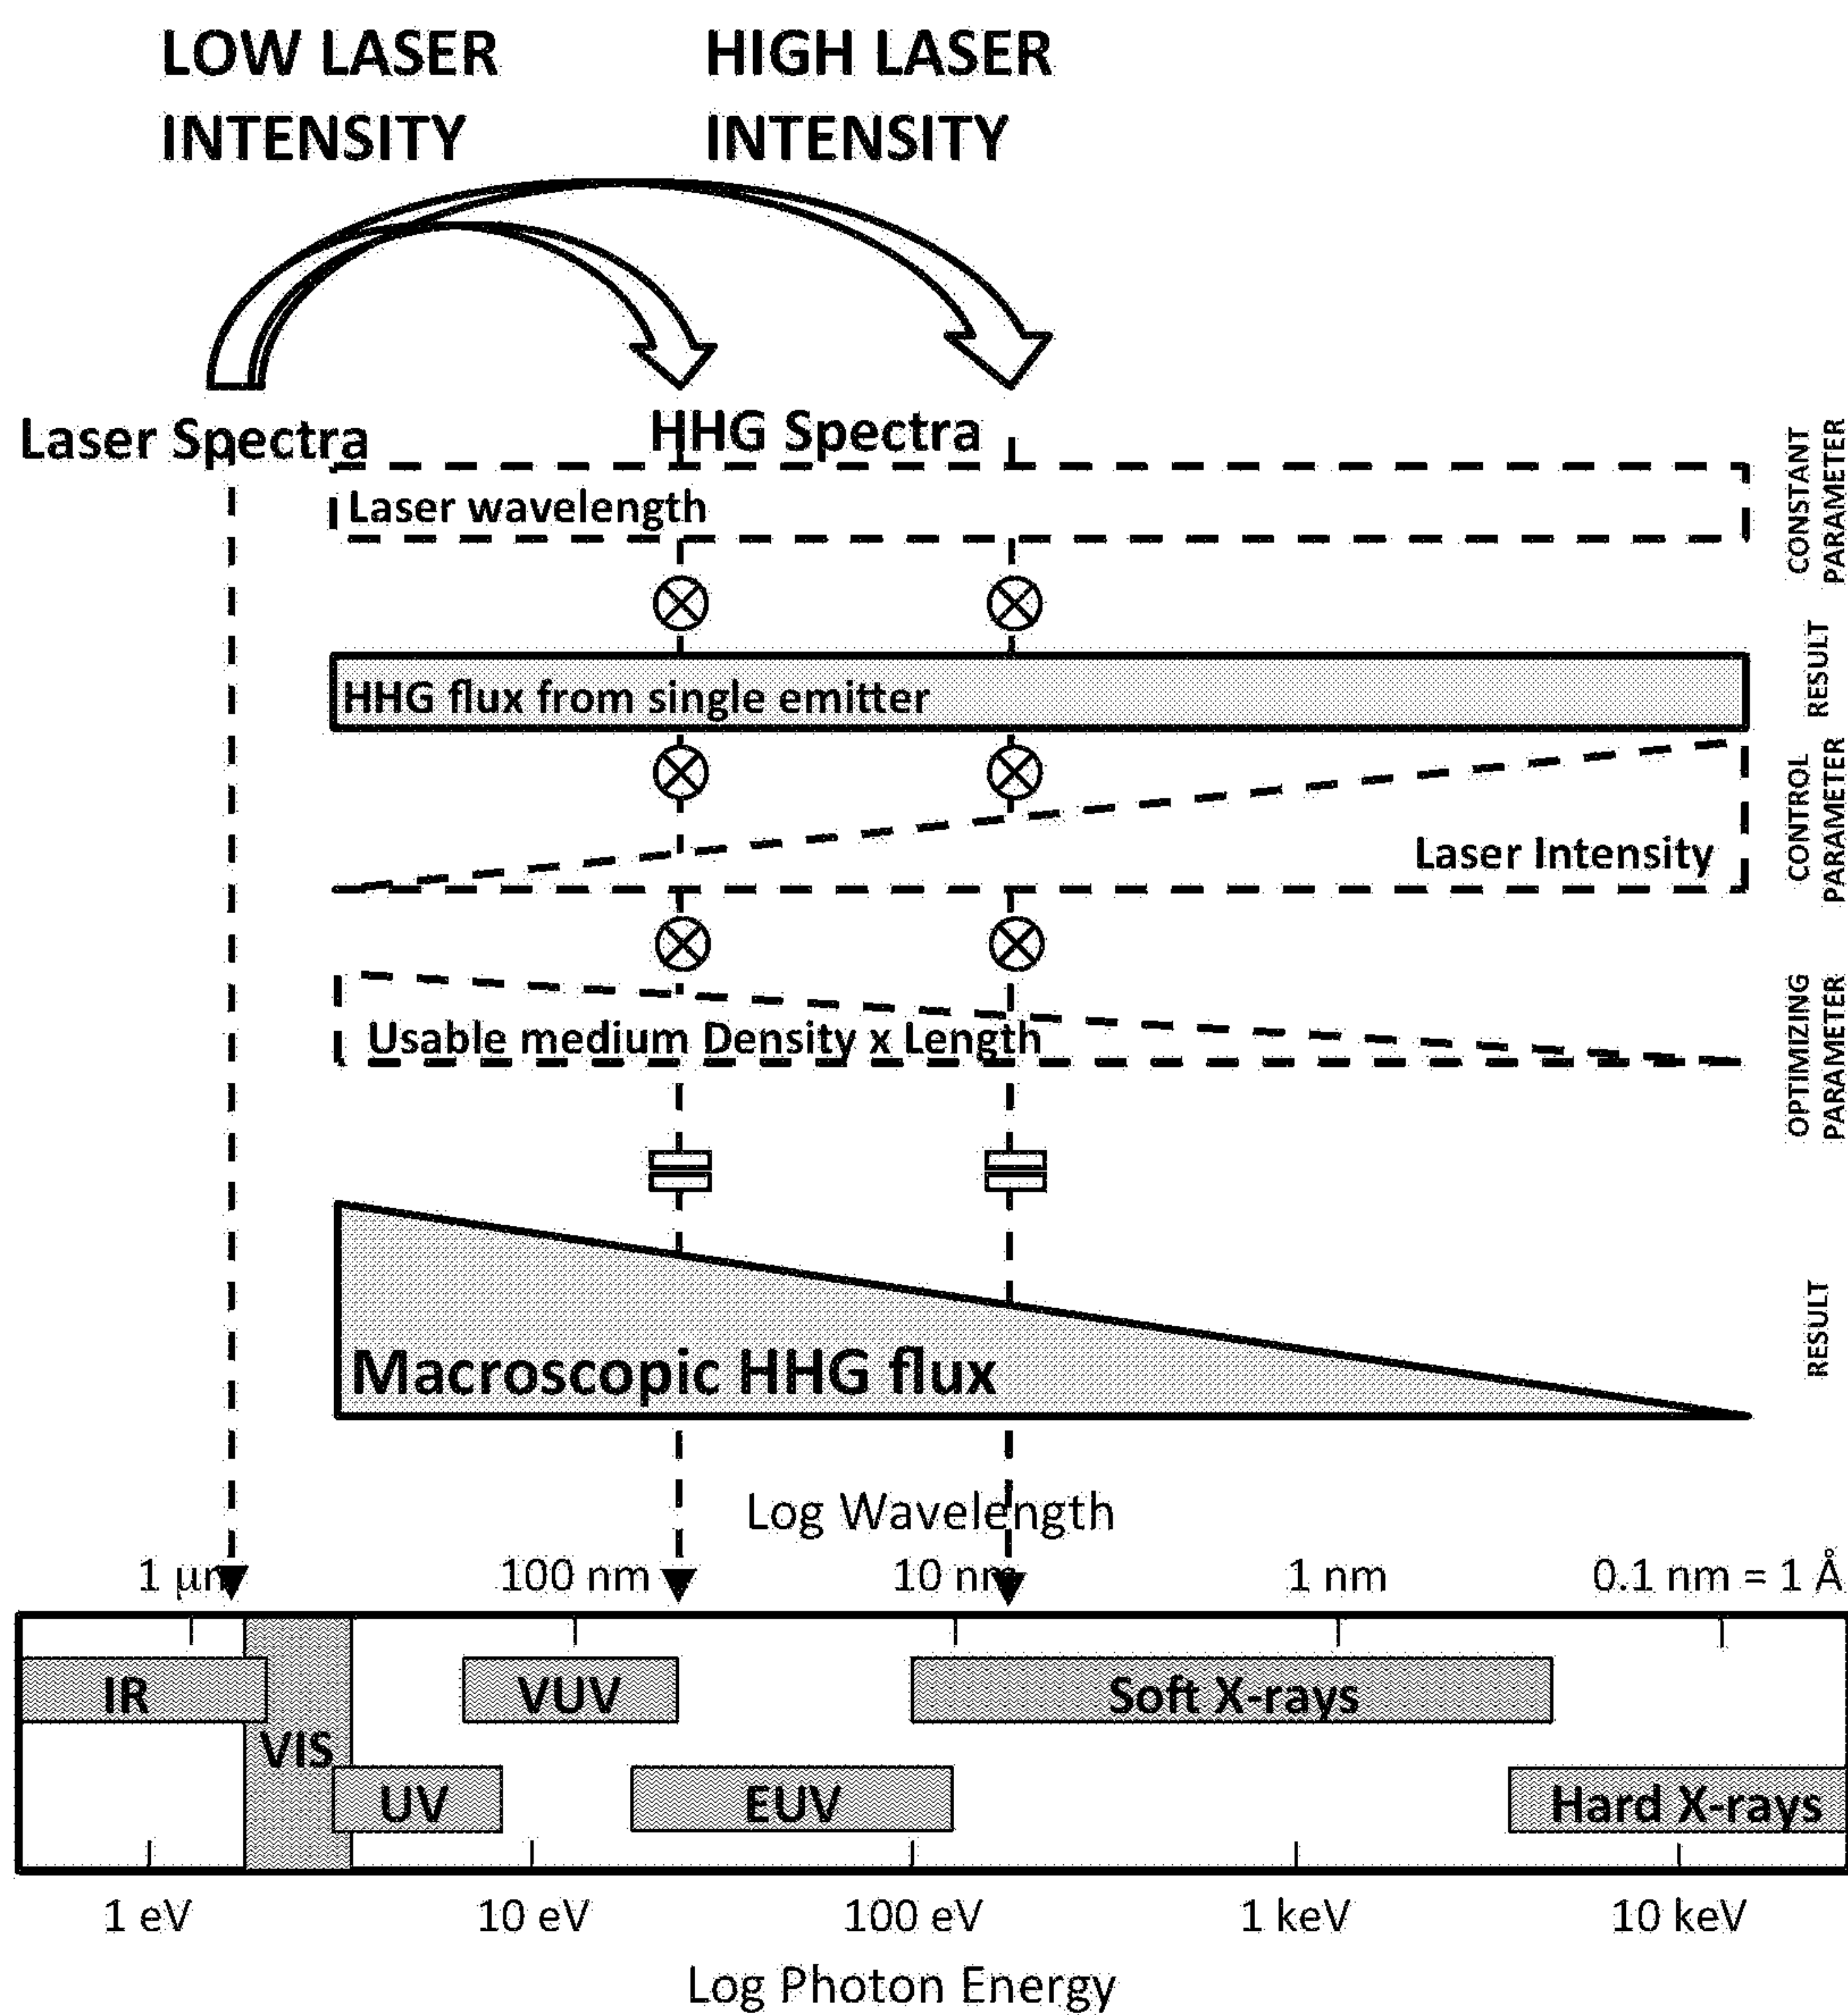 LOW LASER
INTENSITY
HIGH LASER
INTENSITY
Laser Spectra
HHG Spectra
Laser wavelength
CONSTANT
PARAMETER
HHG flux from single emitter
RESULT
Laser Intensity
CONTROL
PARAMETER
Usable medium Density x Length
OPTIMIZING
PARAMETER
Macroscopic HHG flux
RESULT
Log Wavelength
1 μm
100 nm
10 nm
1 nm
0.1 nm = 1 Å
IR
VUV
Soft X-rays
VIS
UV
EUV
Hard X-rays
1 eV
10 eV
100 eV
1 keV
10 keV
Log Photon Energy